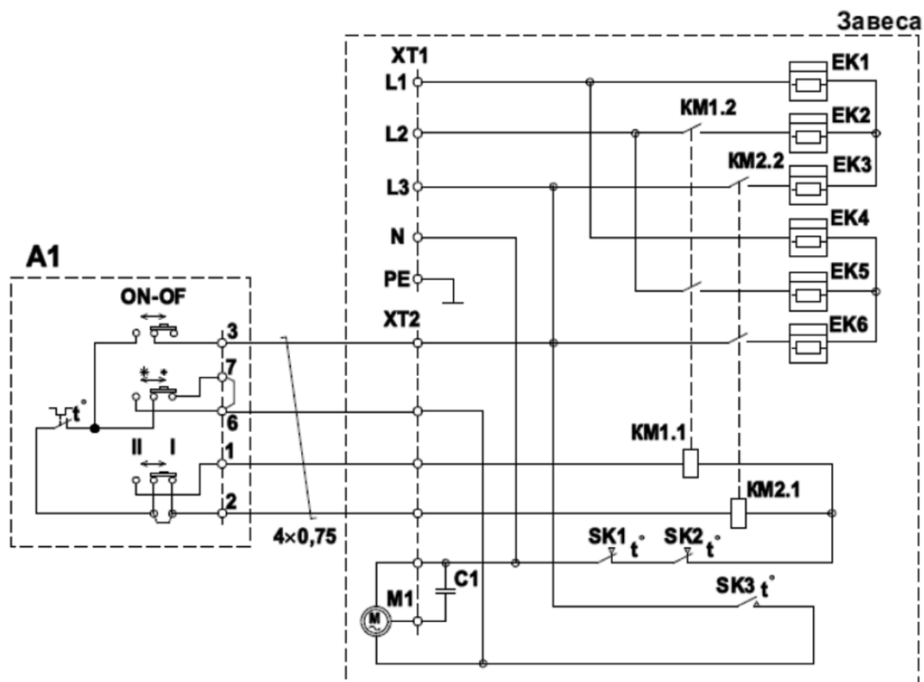 Завеса
XT1
L1
EK1
L2
KM1.2
EK2
KM2.2
EK3
L3
N
EK4
A1
PE
EK5
ON-OF
XT2
EK6
3
7
* +
t°
6
II I
1
KM1.1
2
KM2.1
4×0,75
SK1 t°
SK2 t°
C1
M1
SK3 t°
M